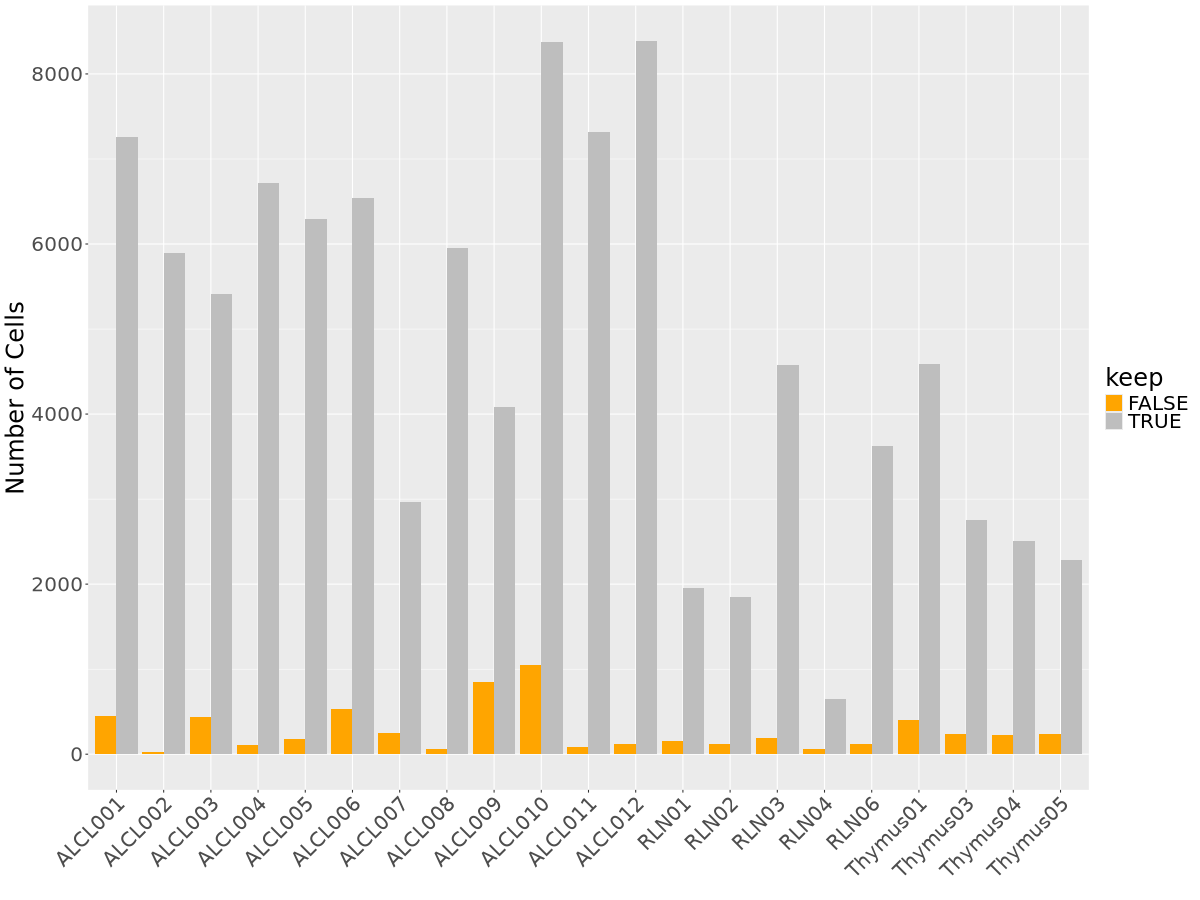 Number of Cells
8000
6000
4000
2000
0
ALCL001
ALCL002
ALCL003
ALCL004
ALCL005
ALCL006
ALCL007
ALCL008
ALCL009
ALCL010
ALCL011
ALCL012
RLN01
RLN02
RLN03
RLN04
RLN06
Thymus01
Thymus03
Thymus04
Thymus05
keep
FALSE
TRUE